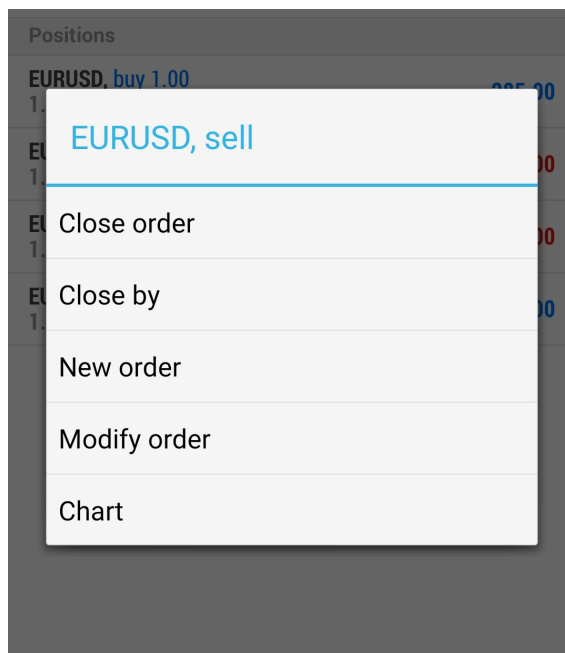 Positions
EURUSD, buy 1.00
EURUSD, sell
Close order
Close by
New order
Modify order
Chart